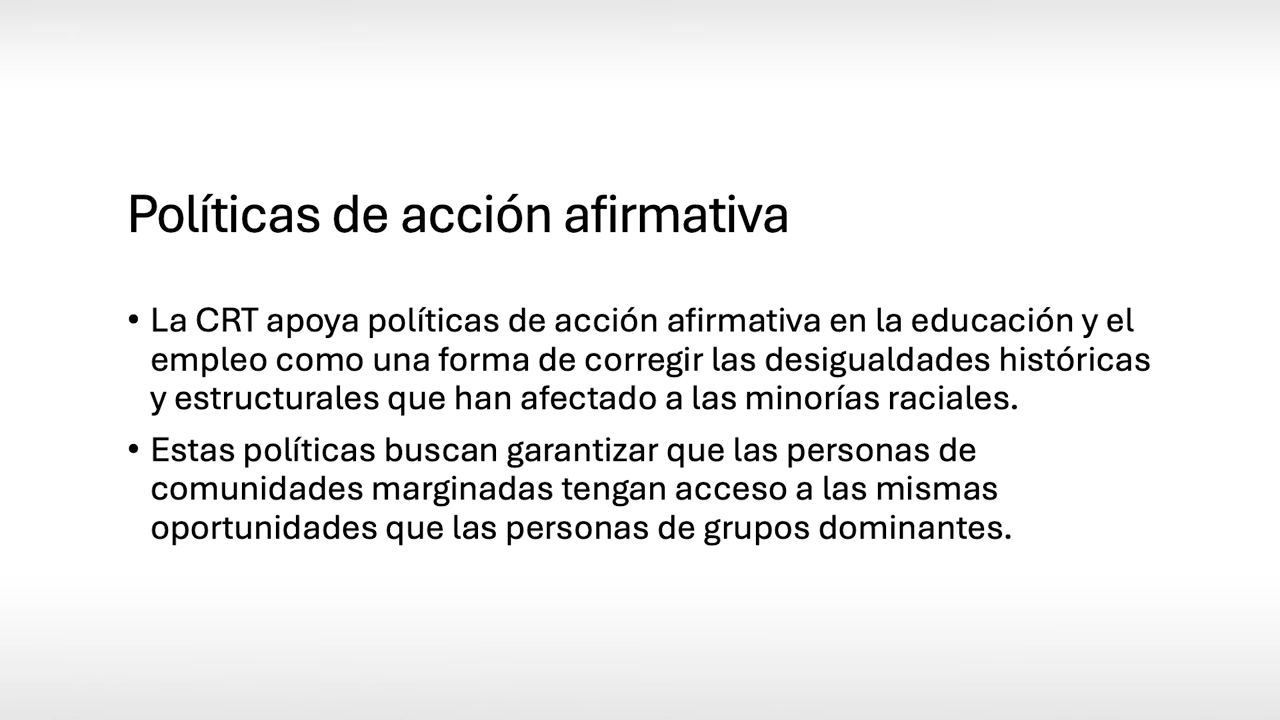 Políticas de acción afirmativa
• La CRT apoya políticas de acción afirmativa en la educación y el
empleo como una forma de corregir las desigualdades históricas
y estructurales que han afectado a las minorías raciales.
• Estas políticas buscan garantizar que las personas de
comunidades marginadas tengan acceso a las mismas
oportunidades que las personas de grupos dominantes.